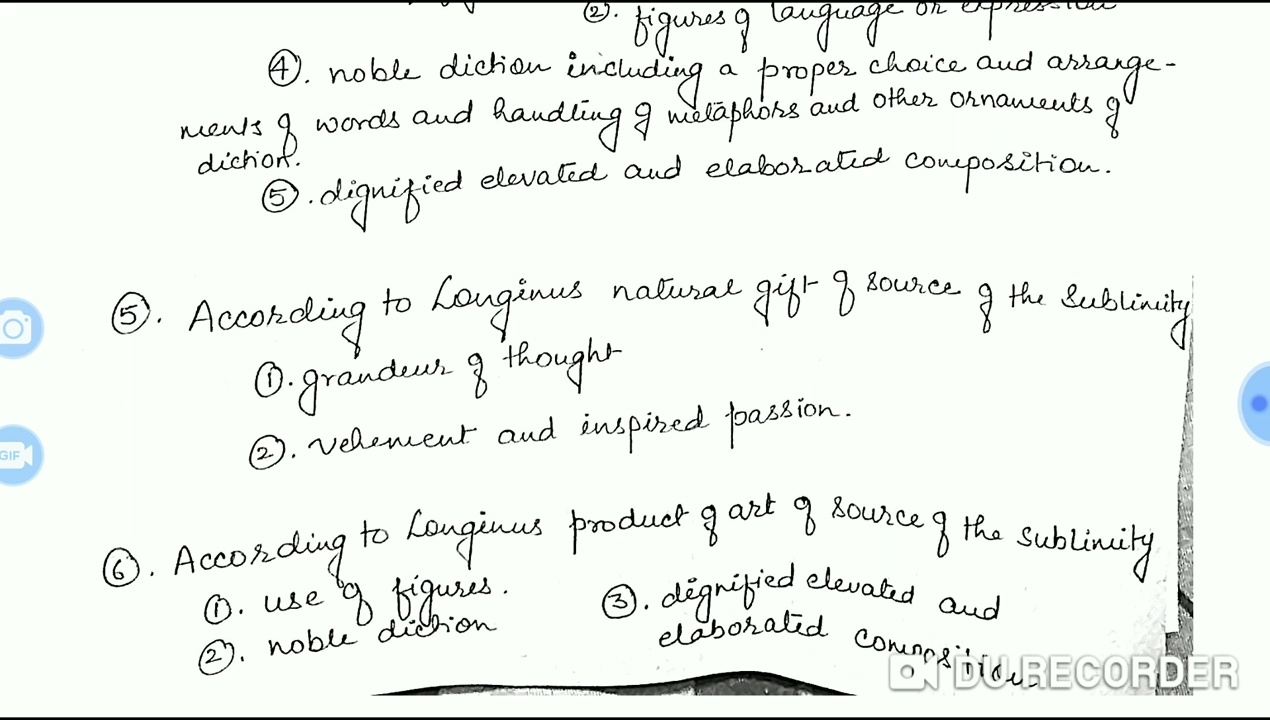 ②. figures of language or expression
④. noble diction including a proper choice and arrange-
ments of words and handling of metaphors and other ornaments of
diction.
⑤. dignified elevated and elaborated composition.
⑤. According to Longinus natural gift of source of the Sublimity
①. grandeur of thought
②. vehement and inspired passion.
⑥. According to Longinus product of art of source of the sublimity
①. use of figures.
②. noble diction
③. dignified elevated and
elaborated composition
GIF
DU RECORDER